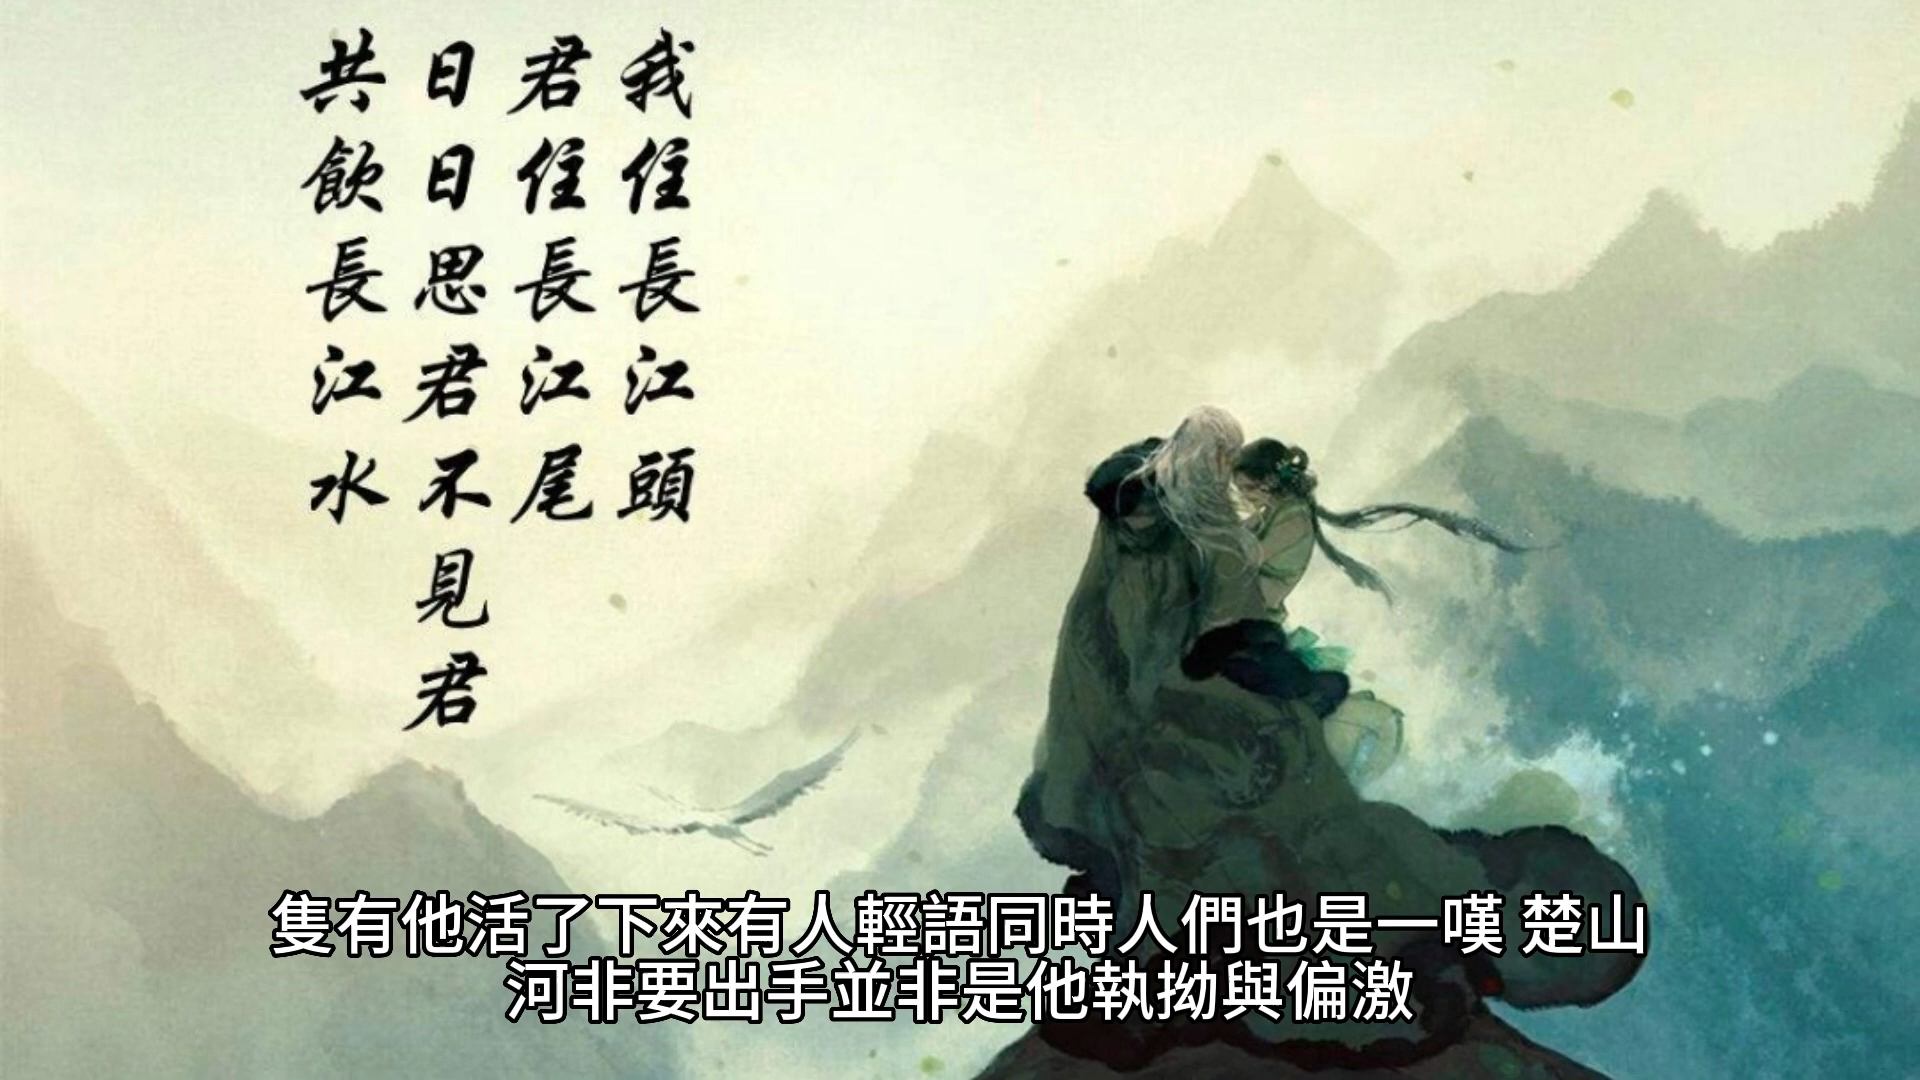 我住長江頭
君住長江尾
日日思君不見君
共飲長江水
隻有他活了下來有人輕語同時人們也是一嘆 楚山
河非要出手並非是他執拗與偏激